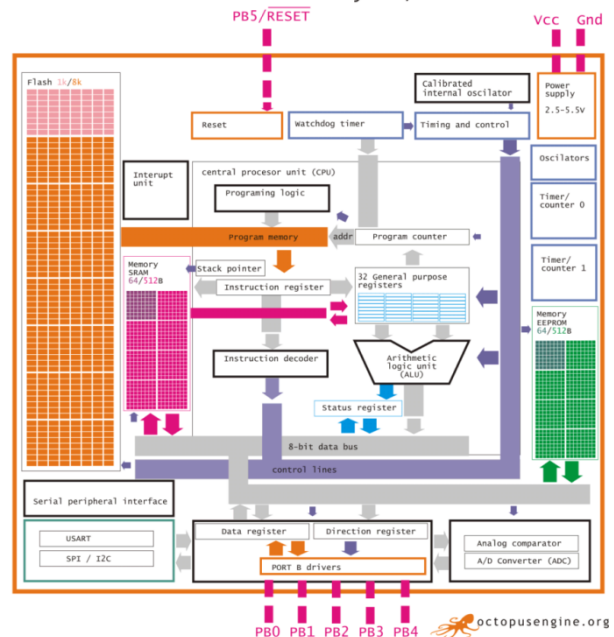 PB5/RESET
Vcc Gnd
Flash 1k/8k
Calibrated
internal oscilator
Power
supply
2.5-5.5v
Reset
Watchdog timer
Timing and control
Oscilators
Interupt
unit
central procesor unit (CPU)
Programing logic
Timer/
counter 0
Program memory
addr
Program counter
Timer/
counter 1
Memory
SRAM
64/512B
Stack pointer
Instruction register
32 General purpose
registers
Memory
EEPROM
64/512B
Instruction decoder
Arithmetic
logic unit
(ALU)
Status register
8-bit data bus
control lines
Serial peripheral interface
USART
SPI / I2C
Data register
Direction register
PORT B drivers
Analog comparator
A/D Converter (ADC)
PB0 PB1 PB2 PB3 PB4
octopusengine.org